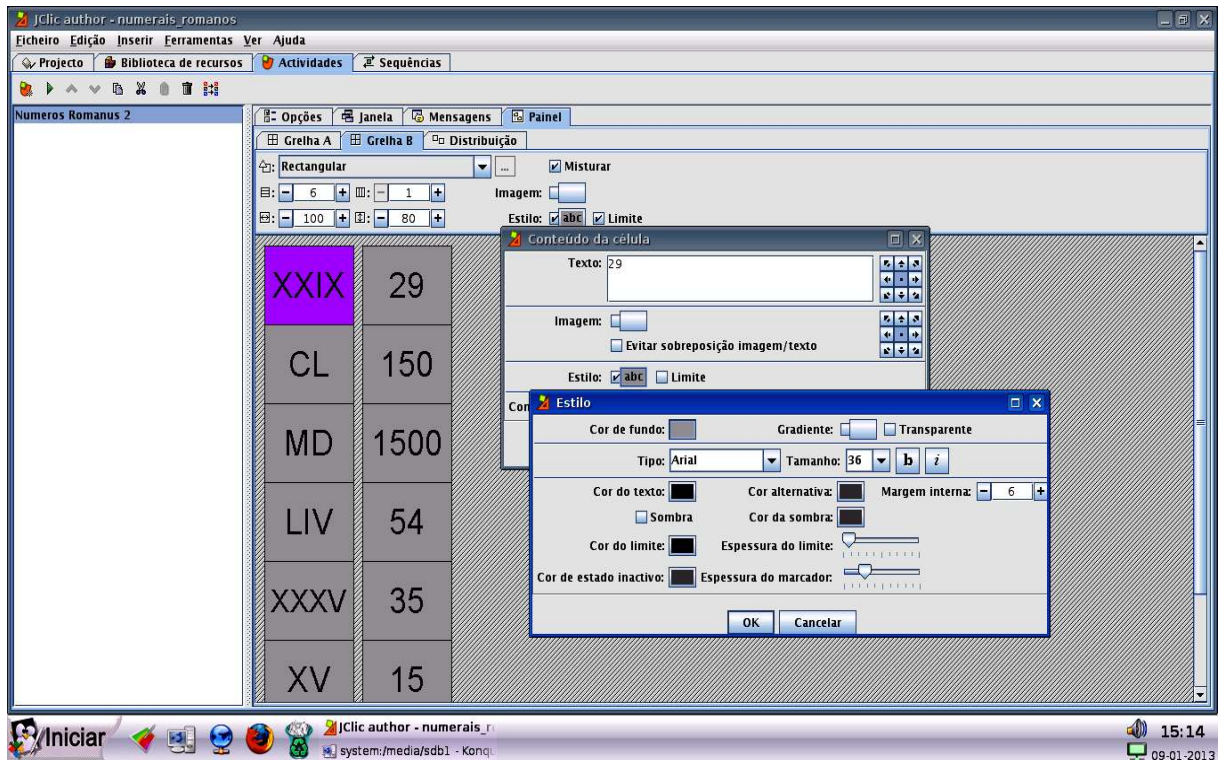 JClic author - numerais_romanos
Ficheiro Edição Inserir Ferramentas Ver Ajuda
Projecto Biblioteca de recursos Actividades Sequências
Numeros Romanus 2
Opções Janela Mensagens Painel
Grelha A Grelha B Distribuição
Rectangular ... Misturar
6 1 Imagem:
100 80 Estilo: abc Limite
XXIX 29
CL 150
MD 1500
LIV 54
XXXV 35
XV 15
Conteúdo da célula
Texto: 29
Imagem:
Evitar sobreposição imagem/texto
Estilo: abc Limite
Con
Estilo
Cor de fundo: Gradiente: Transparente
Tipo: Arial Tamanho: 36 b i
Cor do texto: Cor alternativa: Margem interna: 6
Sombra Cor da sombra:
Cor do limite: Espessura do limite:
Cor de estado inactivo: Espessura do marcador:
OK Cancelar
Iniciar
JClic author - numerais_r
system:/media/sdb1 - Konqu
15:14
09-01-2013